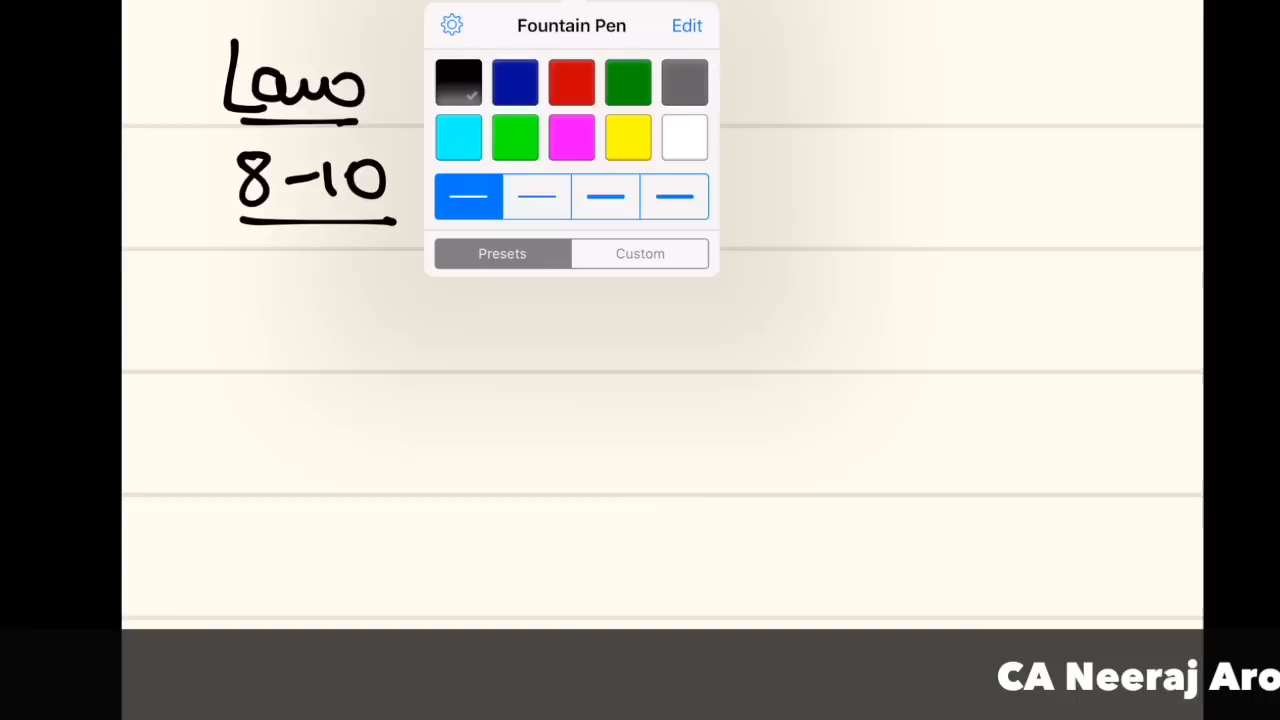 Law
8-10
Fountain Pen
Edit
Presets
Custom
CA Neeraj Aro